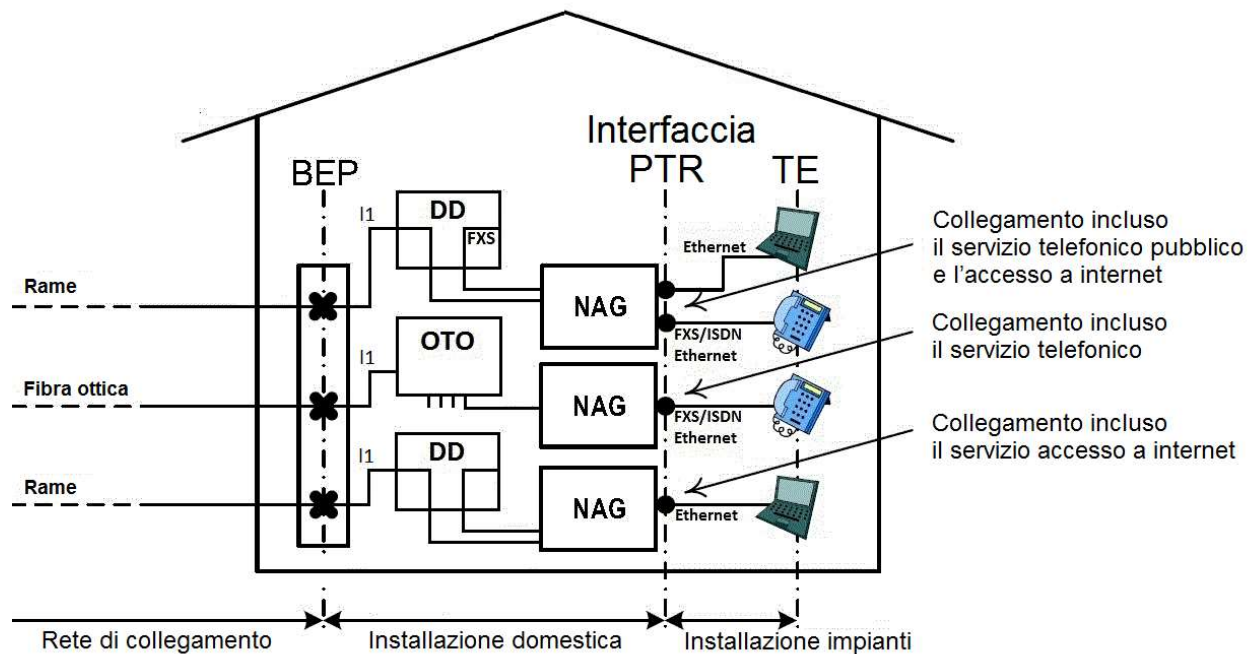 Interfaccia
BEP
PTR
TE
I1
DD
FXS
Ethernet
Collegamento incluso
il servizio telefonico pubblico
e l'accesso a internet
Rame
NAG
FXS/ISDN
Ethernet
Collegamento incluso
il servizio telefonico
I1
OTO
Fibra ottica
NAG
FXS/ISDN
Ethernet
Collegamento incluso
il servizio accesso a internet
I1
DD
Rame
NAG
Ethernet
Rete di collegamento
Installazione domestica
Installazione impianti